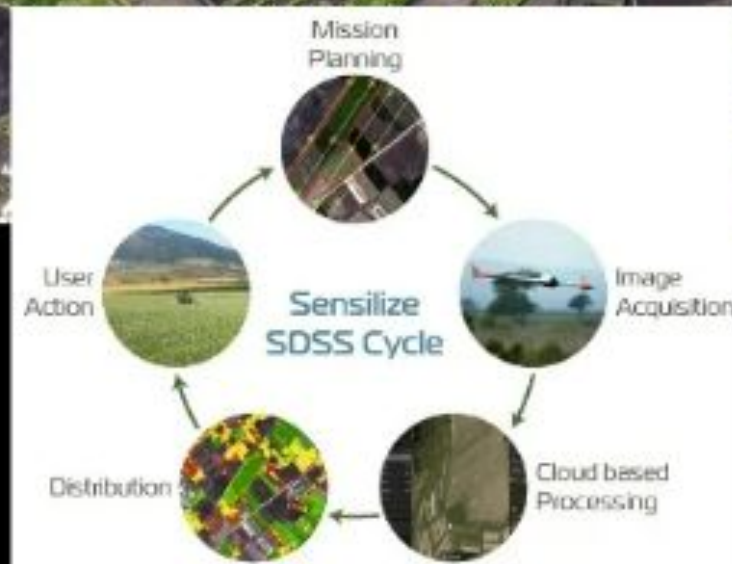 Mission
Planning
Image
Acquisition
Cloud based
Processing
Distribution
User
Action
Sensilize
SDSS Cycle